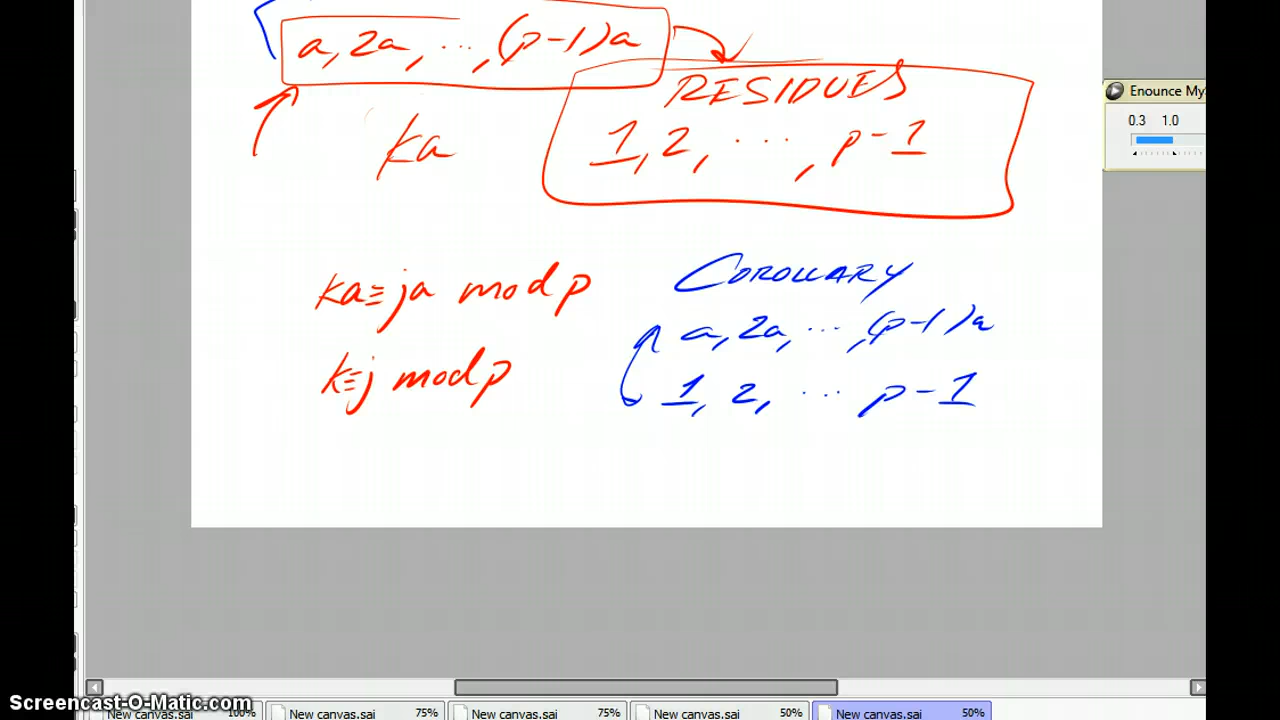 a, 2a, ..., (p-1)a
RESIDUES
1, 2, ..., p-1
ka
ka≡ja mod p
k≡j mod p
COROLLARY
a, 2a, ..., (p-1)a
1, 2, ... p-1
Enounce My
0.3 1.0
Screencast-O-Matic.com
New canvas.sai 100%
New canvas.sai 75%
New canvas.sai 75%
New canvas.sai 50%
New canvas.sai 50%